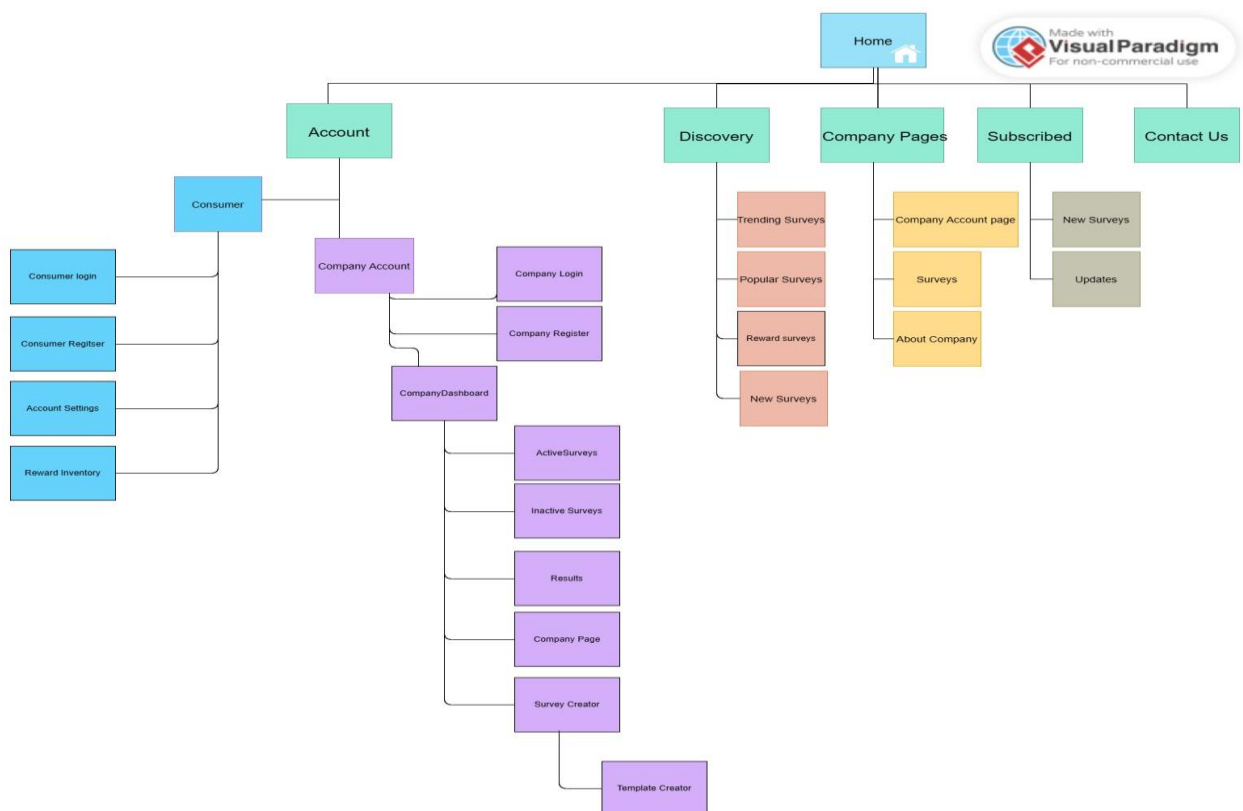 Home
Made with
Visual Paradigm
For non-commercial use
Account
Discovery
Company Pages
Subscribed
Contact Us
Consumer
Consumer login
Consumer Regitser
Account Settings
Reward Inventory
Company Account
Company Login
Company Register
CompanyDashboard
ActiveSurveys
Inactive Surveys
Results
Company Page
Survey Creator
Template Creator
Trending Surveys
Popular Surveys
Reward surveys
New Surveys
Company Account page
Surveys
About Company
New Surveys
Updates